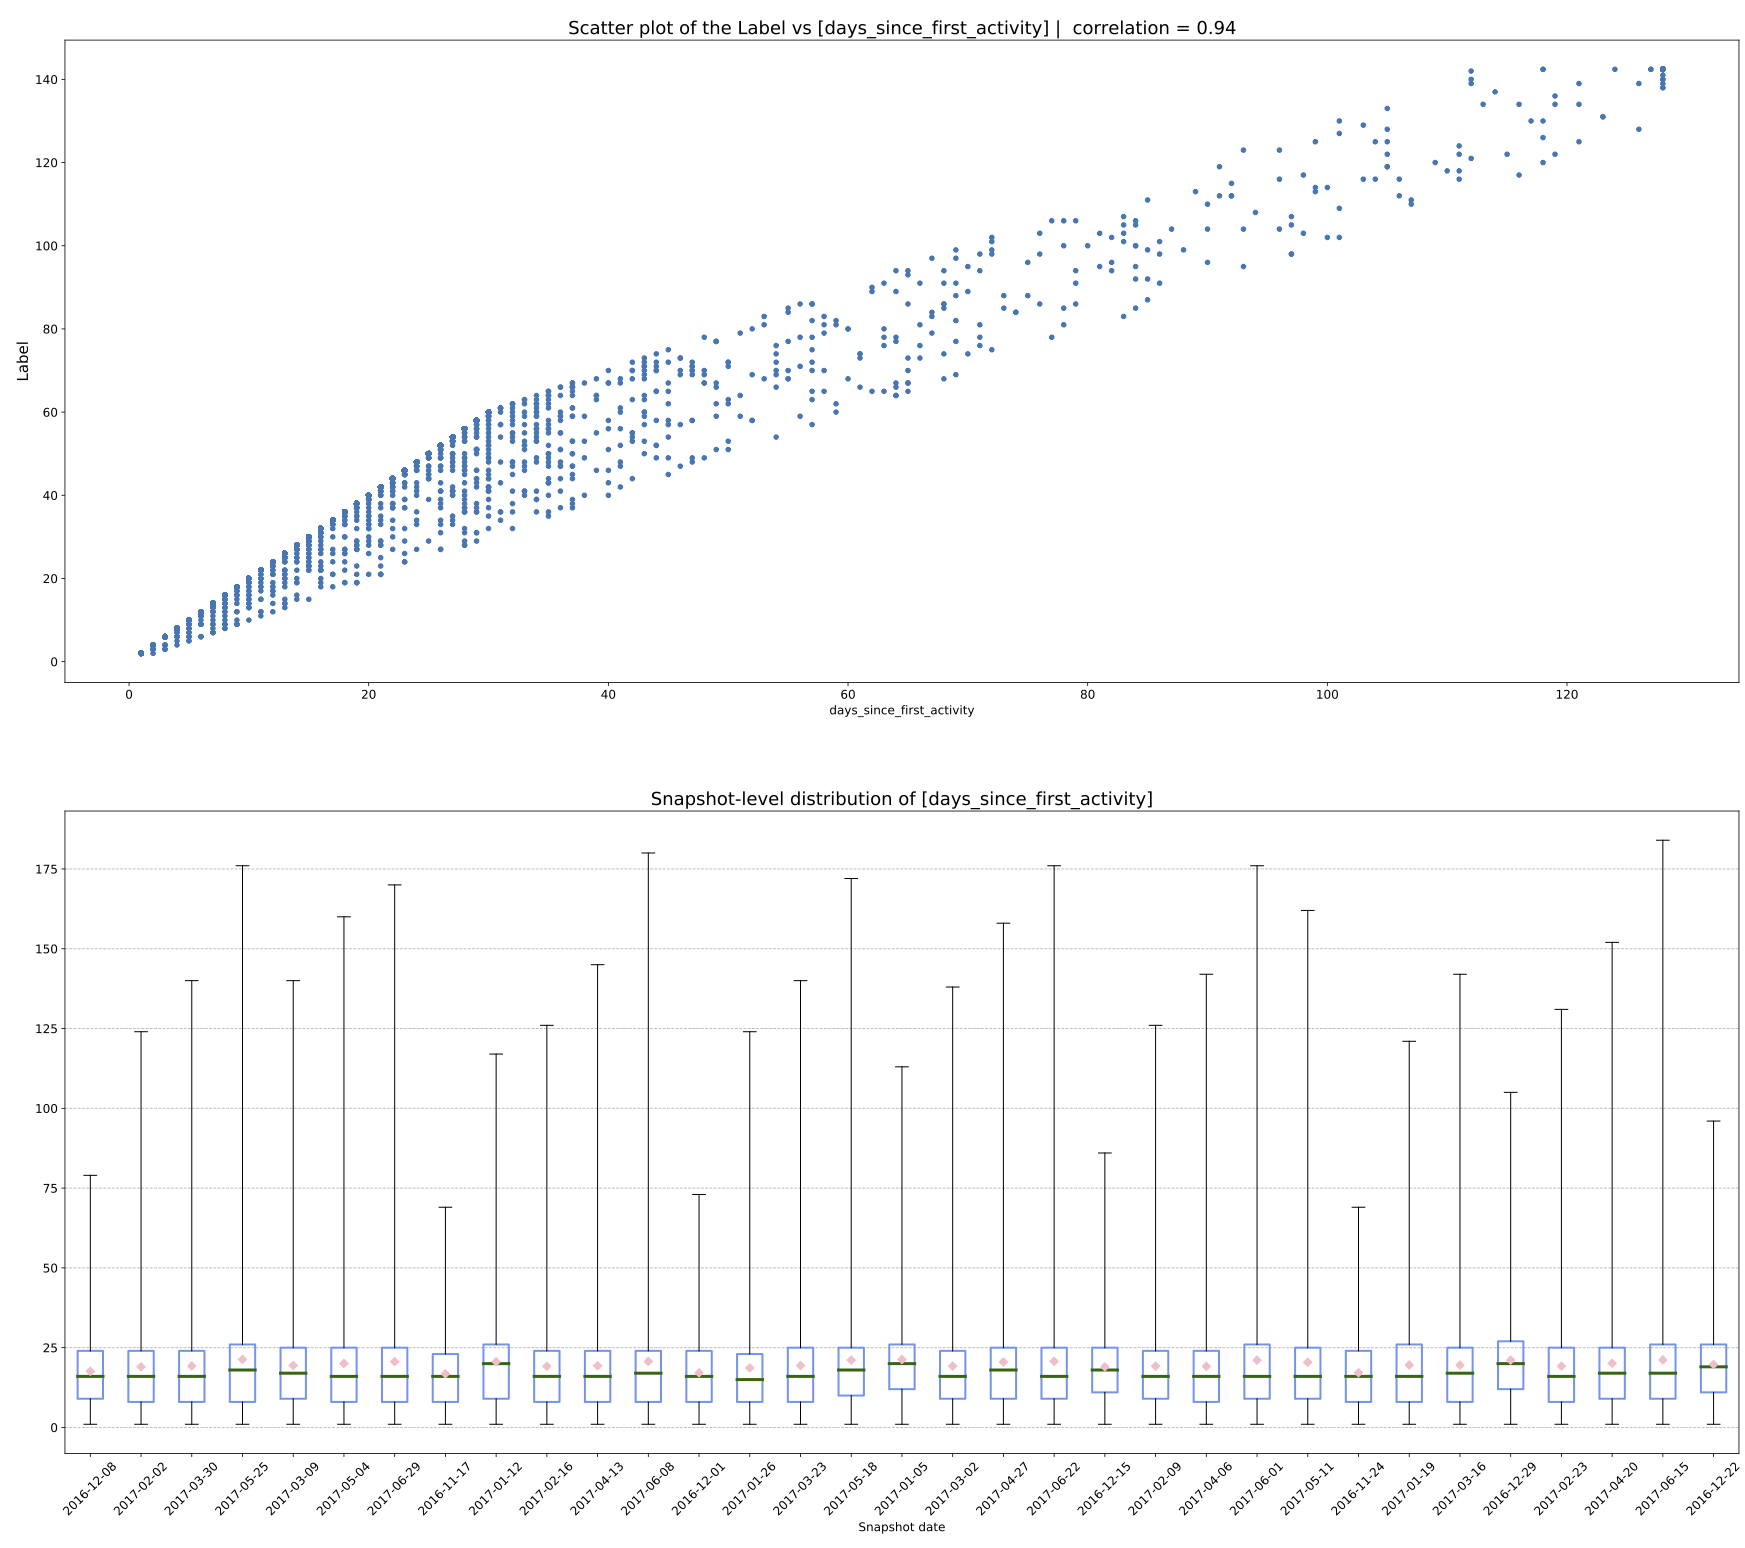 Scatter plot of the Label vs [days_since_first_activity] |  correlation = 0.94
140
120
100
80
60
40
20
0
Label
0 20 40 60 80 100 120
days_since_first_activity
Snapshot-level distribution of [days_since_first_activity]
175
150
125
100
75
50
25
0
2016-12-08 2017-02-02 2017-03-30 2017-05-25 2017-03-09 2017-05-04 2017-06-29 2016-11-17 2017-01-12 2017-02-16 2017-04-13 2017-06-08 2016-12-01 2017-01-26 2017-03-23 2017-05-18 2017-01-05 2017-03-02 2017-04-27 2017-06-22 2016-12-15 2017-02-09 2017-04-06 2017-06-01 2017-05-11 2016-11-24 2017-01-19 2017-03-16 2016-12-29 2017-02-23 2017-04-20 2017-06-15 2016-12-22
Snapshot date